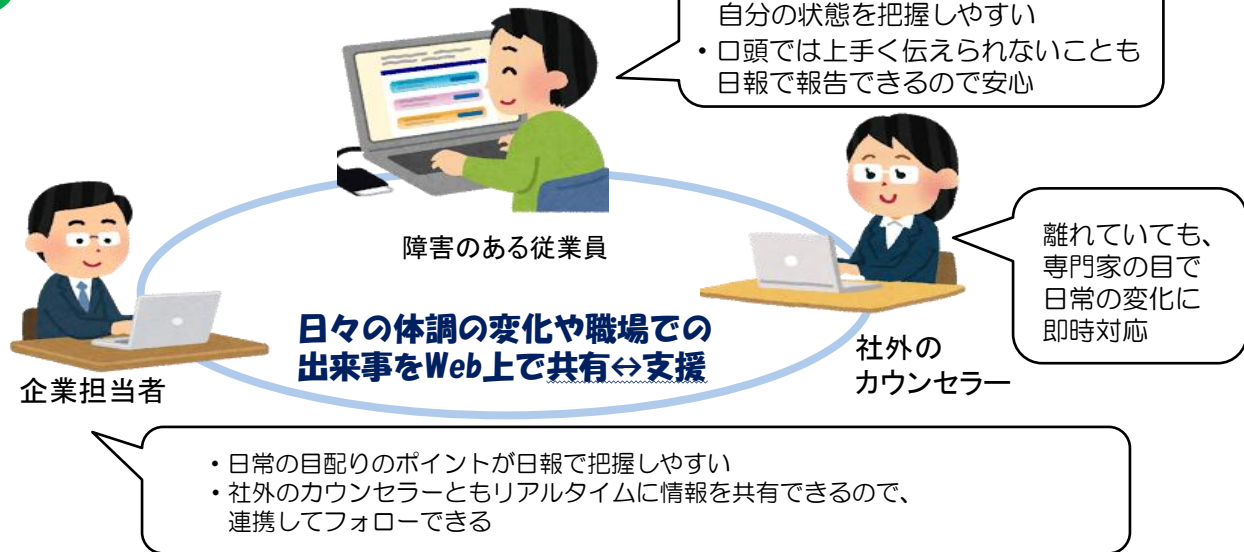 自分の状態を把握しやすい
・口頭では上手く伝えられないことも
日報で報告できるので安心
障害のある従業員
離れていても、
専門家の目で
日常の変化に
即時対応
日々の体調の変化や職場での
出来事をWeb上で共有↔支援
社外の
カウンセラー
企業担当者
・日常の目配りのポイントが日報で把握しやすい
・社外のカウンセラーともリアルタイムに情報を共有できるので、
連携してフォローできる